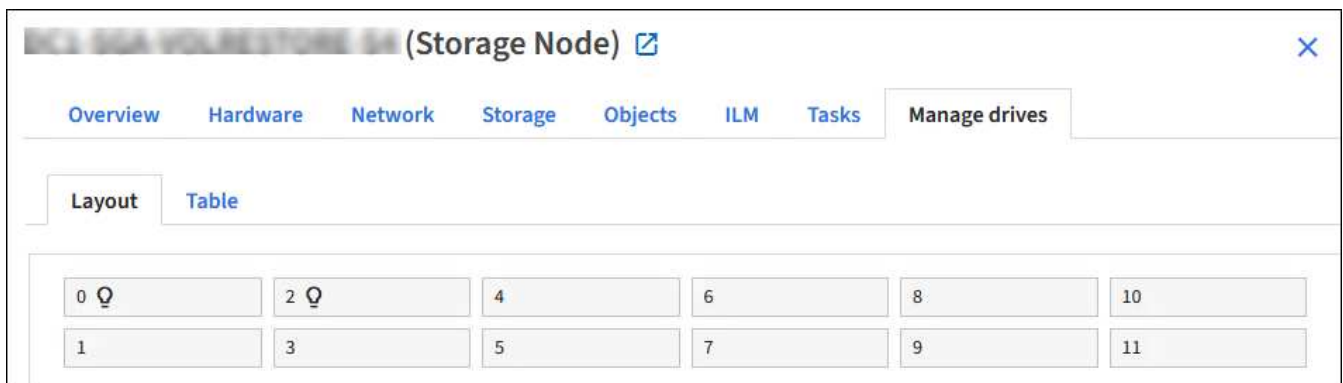 (Storage Node)
Overview Hardware Network Storage Objects ILM Tasks Manage drives
Layout Table
0 2 4 6 8 10
1 3 5 7 9 11